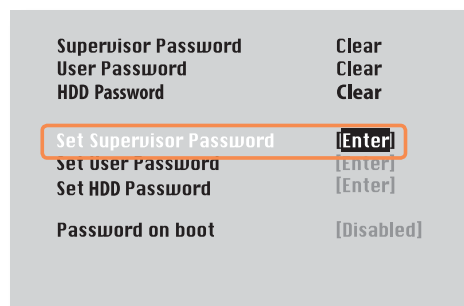 Supervisor Password Clear
User Password Clear
HDD Password Clear
Set Supervisor Password [Enter]
Set User Password [Enter]
Set HDD Password [Enter]
Password on boot [Disabled]